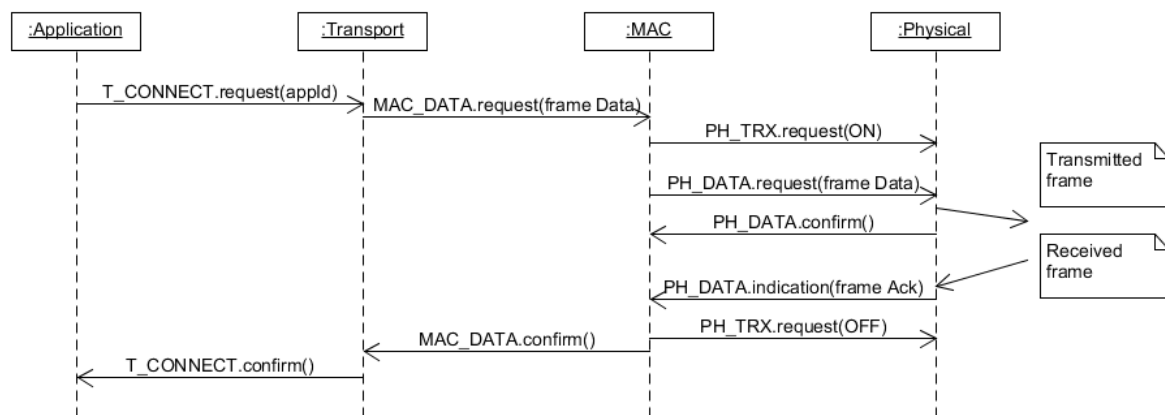 :Application
:Transport
:MAC
:Physical
T_CONNECT.request(appId)
MAC_DATA.request(frame Data)
PH_TRX.request(ON)
Transmitted
frame
PH_DATA.request(frame Data)
PH_DATA.confirm()
Received
frame
PH_DATA.indication(frame Ack)
PH_TRX.request(OFF)
MAC_DATA.confirm()
T_CONNECT.confirm()